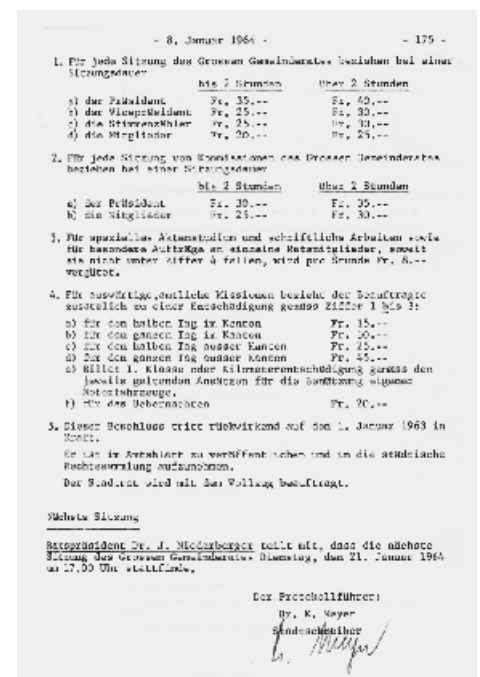 - 8. Januar 1964 - - 175 -
1. Für jede Sitzung des Grossen Gemeinderates beziehen bei einer
Sitzungsdauer
bis 2 Stunden über 2 Stunden
a) der Präsident Fr. 35.-- Fr. 40.--
b) der Vizepräsident Fr. 25.-- Fr. 30.--
c) die Stimmenzähler Fr. 25.-- Fr. 30.--
d) die Mitglieder Fr. 20.-- Fr. 25.--
2. Für jede Sitzung von Kommissionen des Grossen Gemeinderates
beziehen bei einer Sitzungsdauer
bis 2 Stunden über 2 Stunden
a) der Präsident Fr. 30.-- Fr. 35.--
b) die Mitglieder Fr. 25.-- Fr. 30.--
3. Für spezielles Aktenstudium und schriftliche Arbeiten sowie
für besondere Aufträge an einzelne Ratsmitglieder, soweit
sie nicht unter Ziffer 4 fallen, wird pro Stunde Fr. 8.--
vergütet.
4. Für auswärtige amtliche Missionen bezieht der Beauftragte
zusätzlich zu einer Entschädigung gemäss Ziffer 1 bis 3:
a) für den halben Tag im Kanton Fr. 15.--
b) für den ganzen Tag im Kanton Fr. 30.--
c) für den halben Tag ausser Kanton Fr. 25.--
d) für den ganzen Tag ausser Kanton Fr. 45.--
e) Billet I. Klasse oder Kilometerentschädigung gemäss den
jeweils geltenden Ansätzen für die Benützung eigener
Motorfahrzeuge.
f) für das Uebernachten Fr. 20.--
5. Dieser Beschluss tritt rückwirkend auf den 1. Januar 1963 in
Kraft.
Er ist im Amtsblatt zu veröffentlichen und in die städtische
Rechtssammlung aufzunehmen.
Der Stadtrat wird mit dem Vollzug beauftragt.
Nächste Sitzung
Ratspräsident Dr. J. Niederberger teilt mit, dass die nächste
Sitzung des Grossen Gemeinderates Dienstag, den 21. Januar 1964
um 17.00 Uhr stattfinde.
Der Protokollführer:
Dr. K. Meyer
Stadtschreiber
K. Meyer